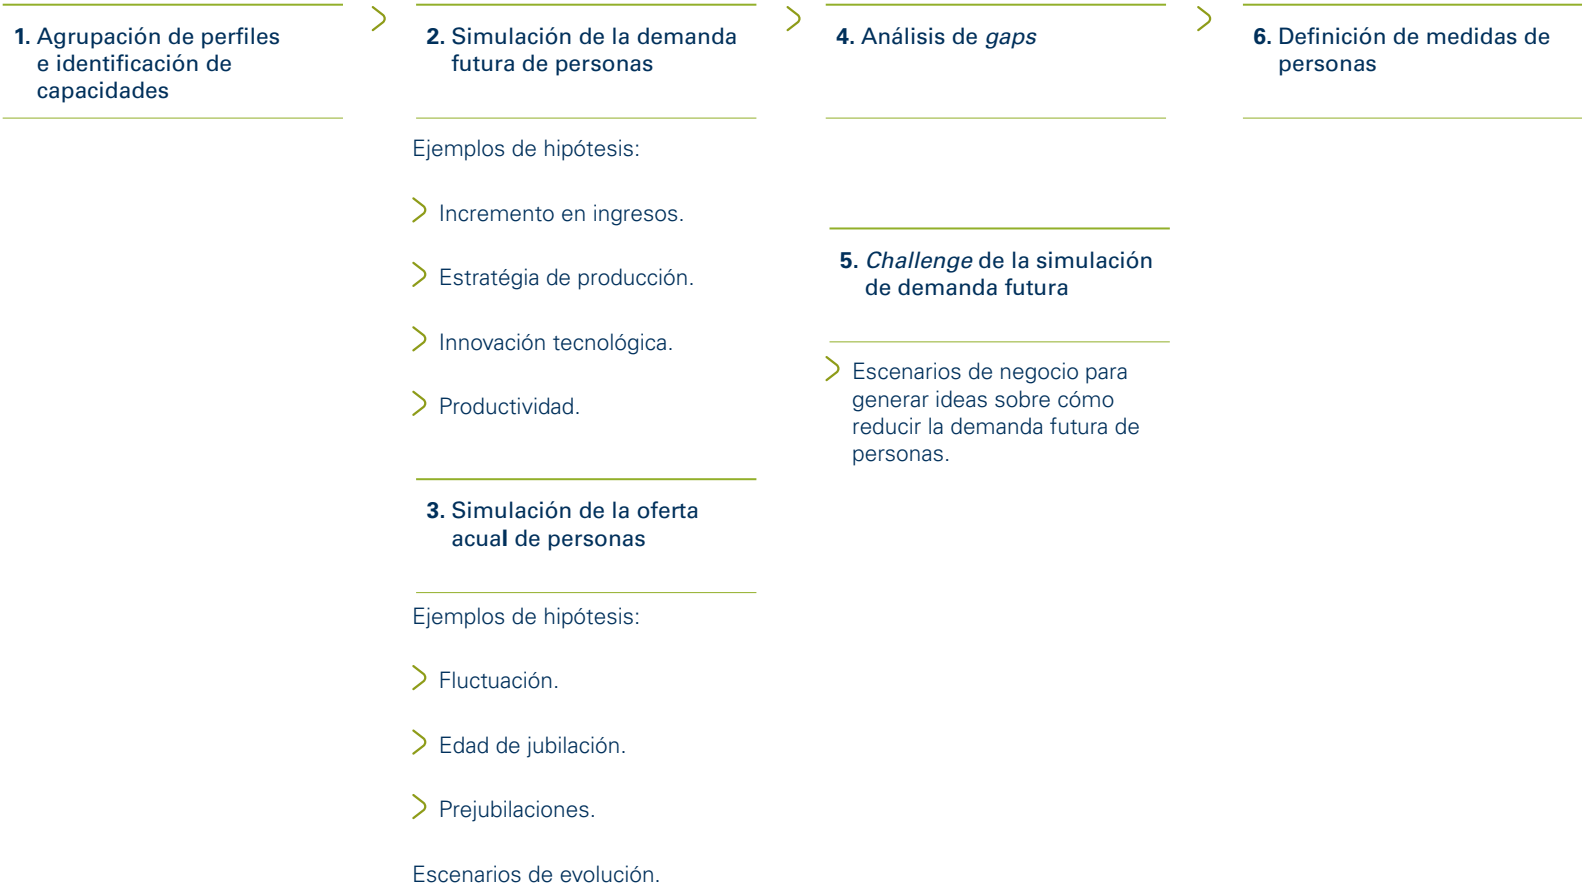 1. Agrupación de perfiles
e identificación de
capacidades
2. Simulación de la demanda
futura de personas
Ejemplos de hipótesis:
Incremento en ingresos.
Estratégia de producción.
Innovación tecnológica.
Productividad.
3. Simulación de la oferta
acual de personas
Ejemplos de hipótesis:
Fluctuación.
Edad de jubilación.
Prejubilaciones.
Escenarios de evolución.
4. Análisis de gaps
5. Challenge de la simulación
de demanda futura
Escenarios de negocio para
generar ideas sobre cómo
reducir la demanda futura de
personas.
6. Definición de medidas de
personas